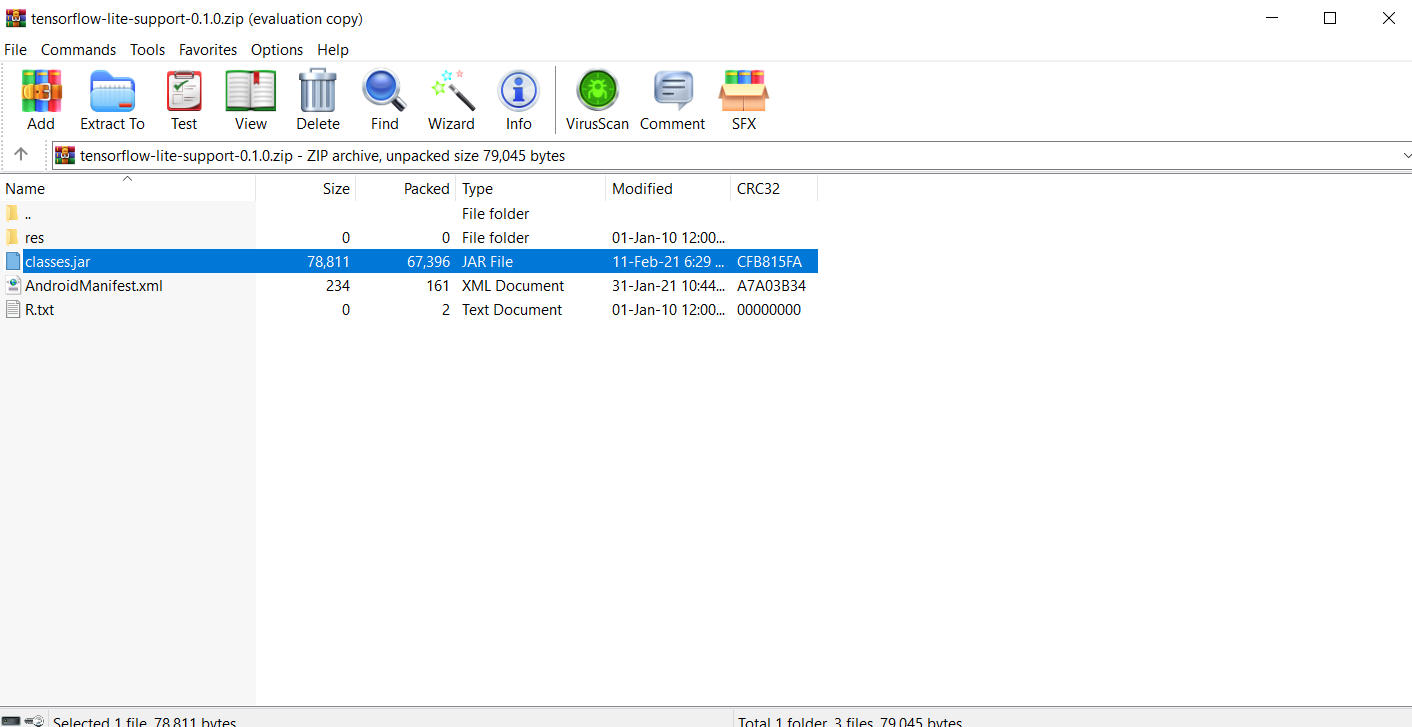 tensorflow-lite-support-0.1.0.zip (evaluation copy)
File Commands Tools Favorites Options Help
Add Extract To Test View Delete Find Wizard Info VirusScan Comment SFX
tensorflow-lite-support-0.1.0.zip - ZIP archive, unpacked size 79,045 bytes
Name Size Packed Type Modified CRC32
.. File folder
res 0 0 File folder 01-Jan-10 12:00...
classes.jar 78,811 67,396 JAR File 11-Feb-21 6:29 ... CFB815FA
AndroidManifest.xml 234 161 XML Document 31-Jan-21 10:44... A7A03B34
R.txt 0 2 Text Document 01-Jan-10 12:00... 00000000
Selected 1 file, 78,811 bytes Total 1 folder, 3 files, 79,045 bytes